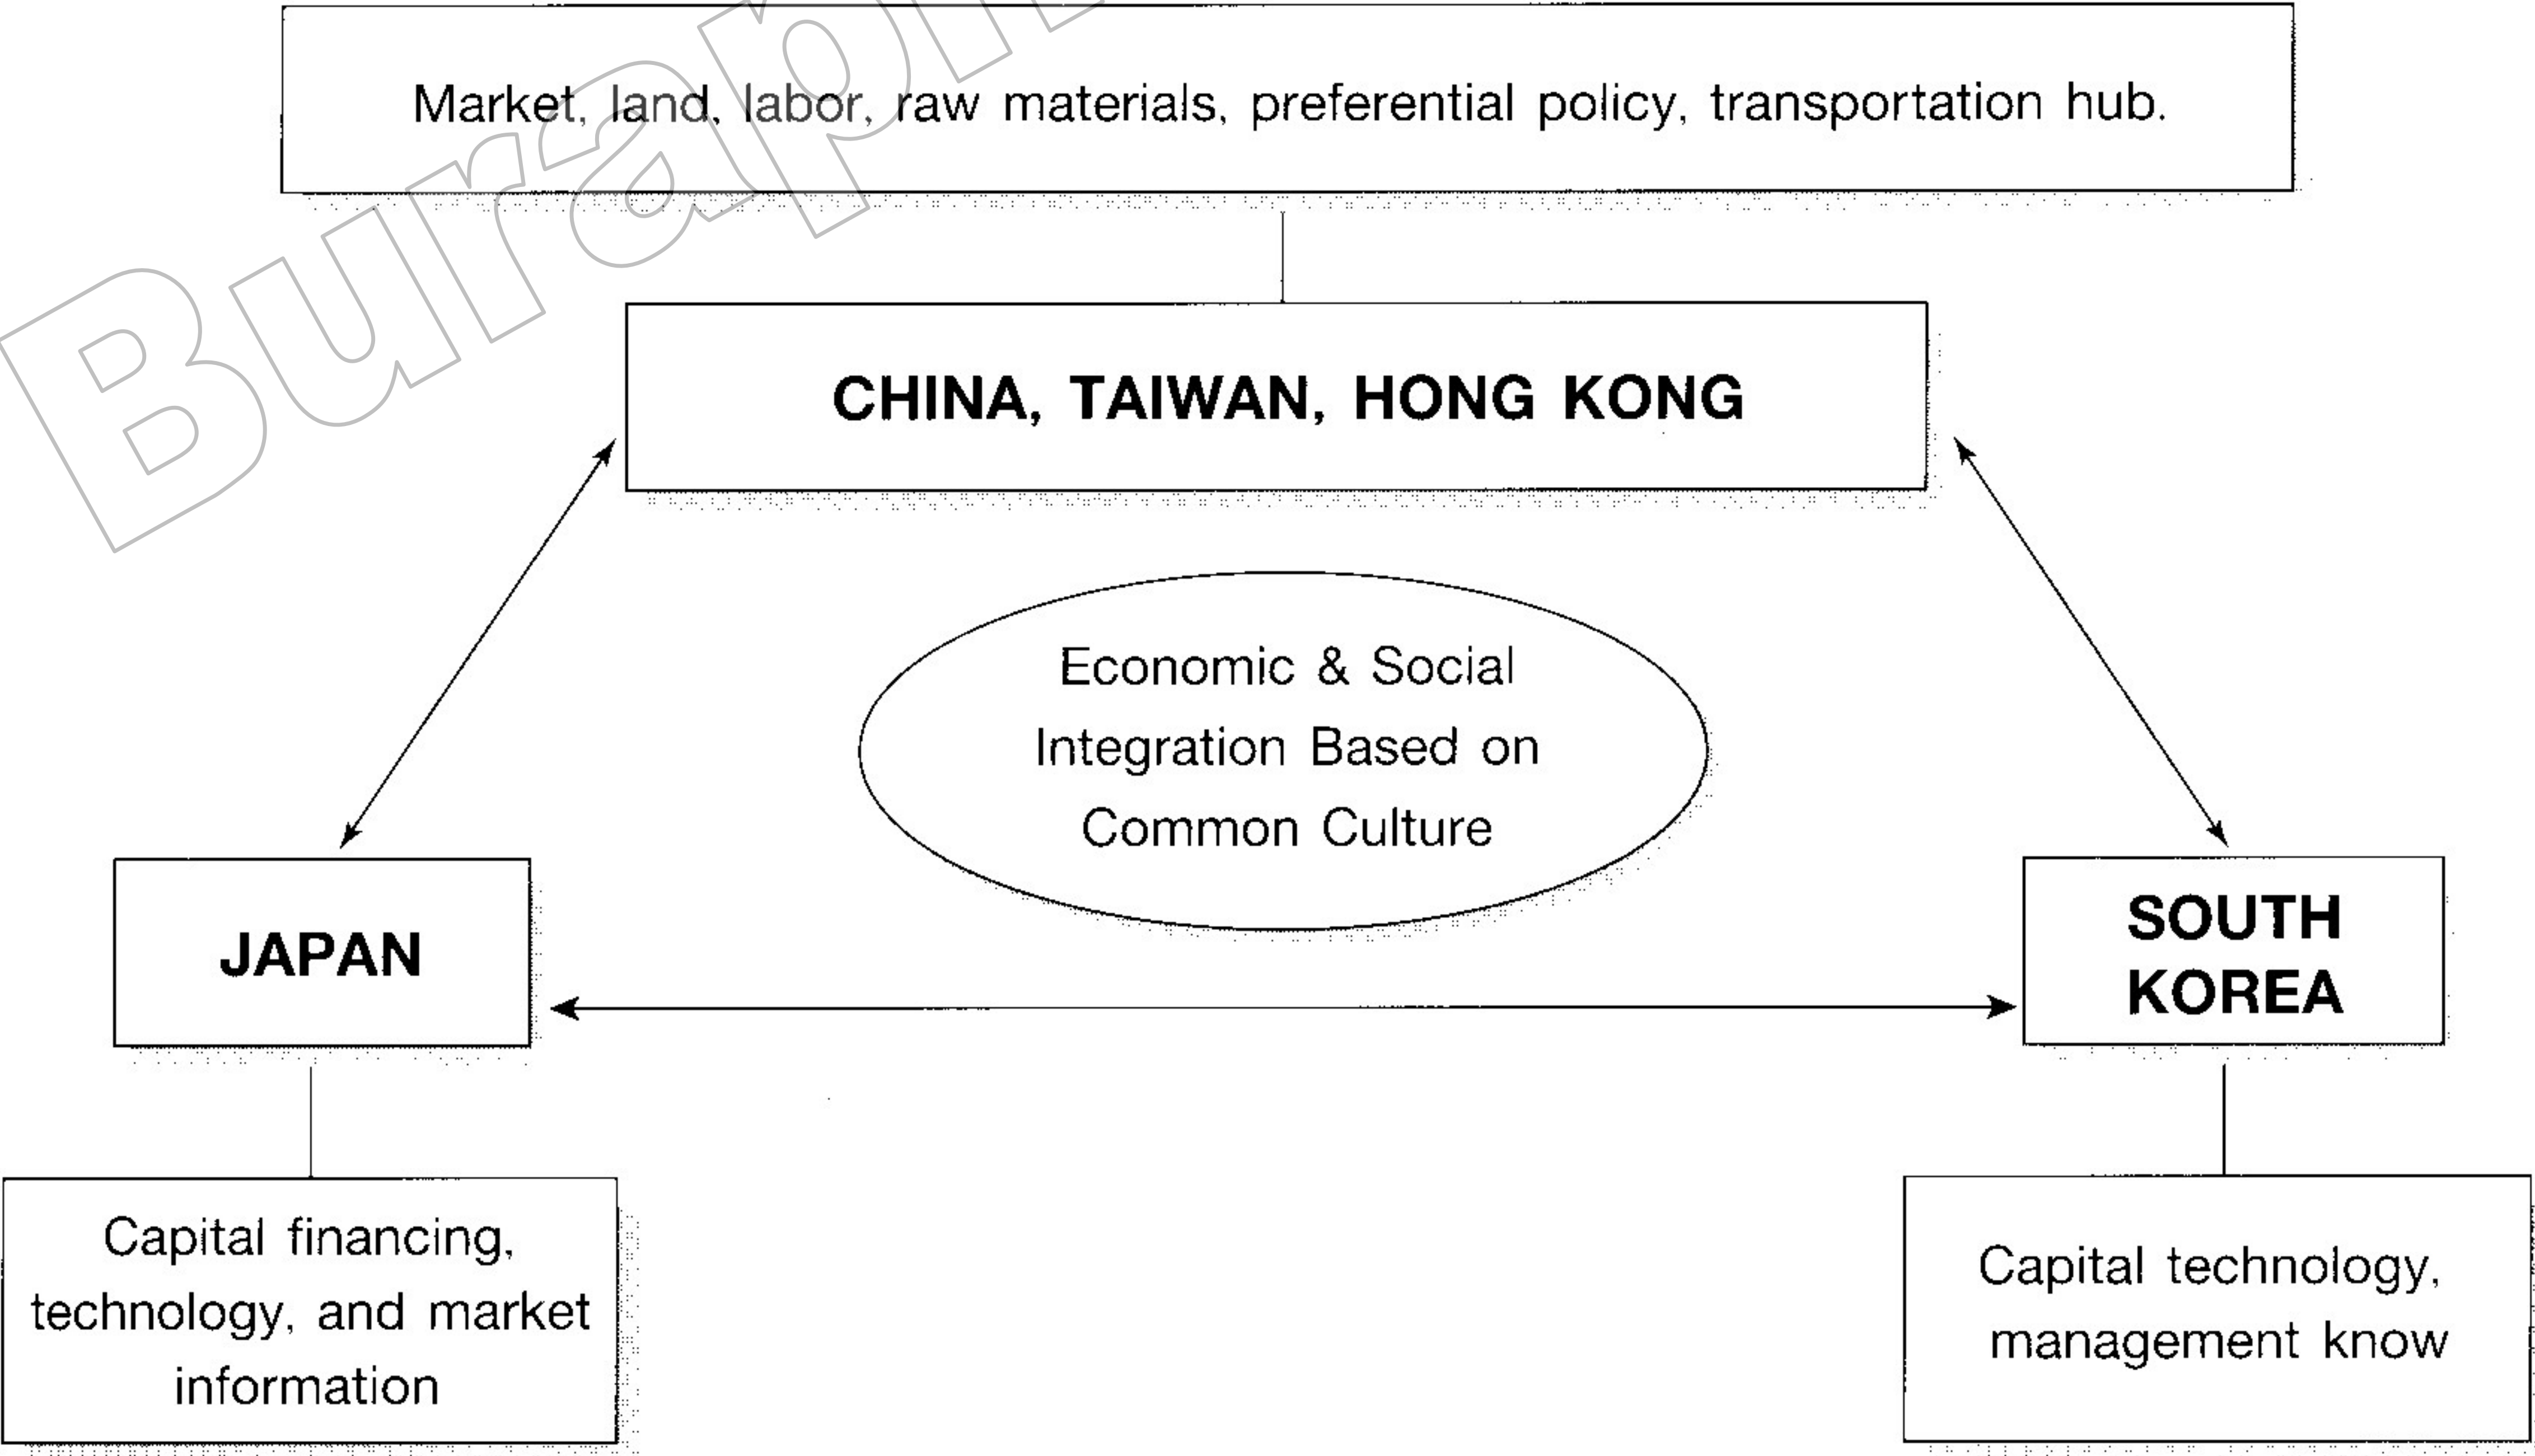 Market, land, labor, raw materials, preferential policy, transportation hub.
CHINA, TAIWAN, HONG KONG
Economic & Social
Integration Based on
Common Culture
JAPAN
SOUTH
KOREA
Capital financing,
technology, and market
information
Capital technology,
management know